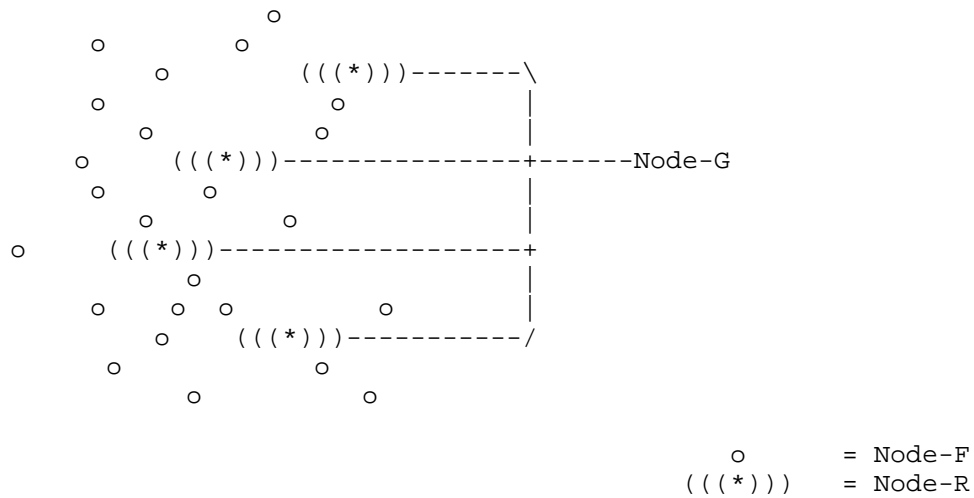 o
     o        o
         o        (((*)))-------\
     o              o           |
        o          o            |
    o     (((*)))---------------+------Node-G
     o      o                   |
        o        o              |
o     (((*)))-------------------+
           o                    |
     o    o  o         o        |
         o    (((*)))-----------/
      o            o
           o          o
o = Node-F
(((*))) = Node-R